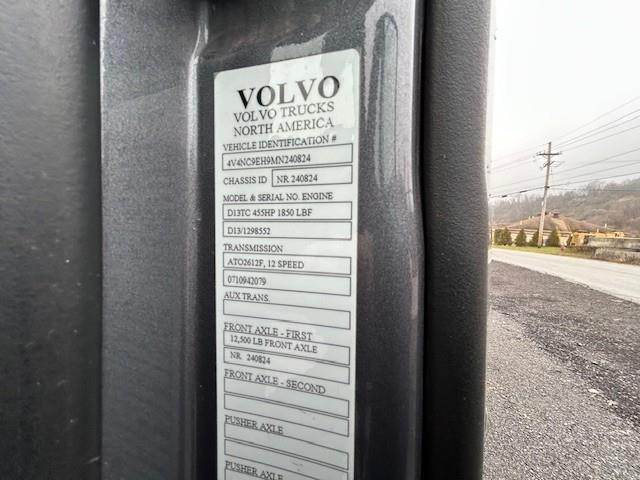 VOLVO
VOLVO TRUCKS
NORTH AMERICA
VEHICLE IDENTIFICATION #
4V4NC9EH9MN240824
CHASSIS ID NR 240824
MODEL & SERIAL NO. ENGINE
D13TC 455HP 1850 LBF
D13/1298552
TRANSMISSION
ATO2612F, 12 SPEED
0710942079
AUX TRANS.
FRONT AXLE - FIRST
12,500 LB FRONT AXLE
NR 240824
FRONT AXLE - SECOND
PUSHER AXLE
PUSHER AXLE